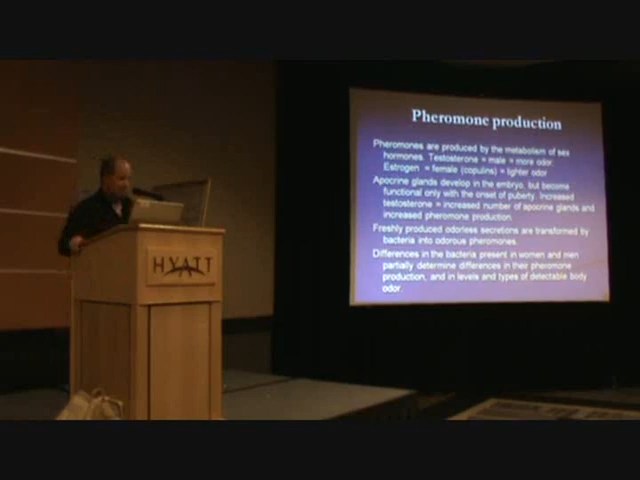 Pheromone production
Pheromones are produced by the metabolism of sex
hormones. Testosterone = male = more odor.
Estrogen = female (copulins) = lighter odor
Apocrine glands develop in the embryo, but become
functional only with the onset of puberty. Increased
testosterone = increased number of apocrine glands and
increased pheromone production.
Freshly produced odorless secretions are transformed by
bacteria into odorous pheromones.
Differences in the bacteria present in women and men
partially determine differences in their pheromone
production, and in levels and types of detectable body
odor.
HYATT